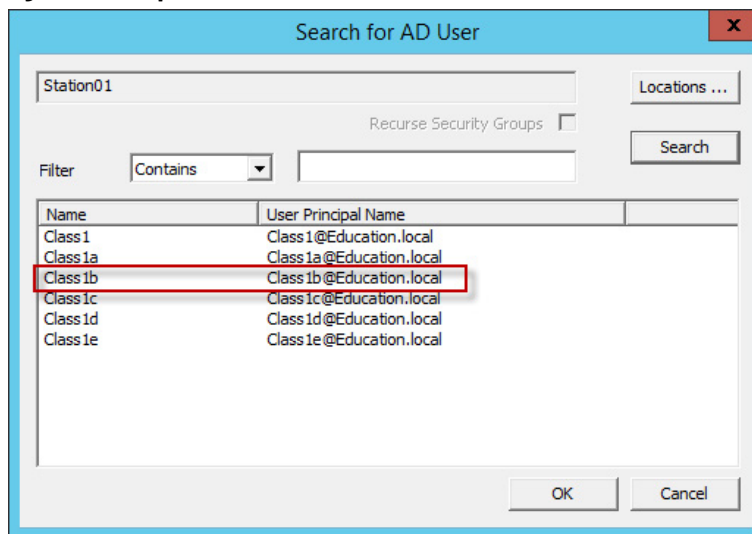 Search for AD User
x
Station01
Locations ...
Recurse Security Groups
Search
Filter Contains
Name User Principal Name
Class1 Class1@Education.local
Class1a Class1a@Education.local
Class1b Class1b@Education.local
Class1c Class1c@Education.local
Class1d Class1d@Education.local
Class1e Class1e@Education.local
OK Cancel